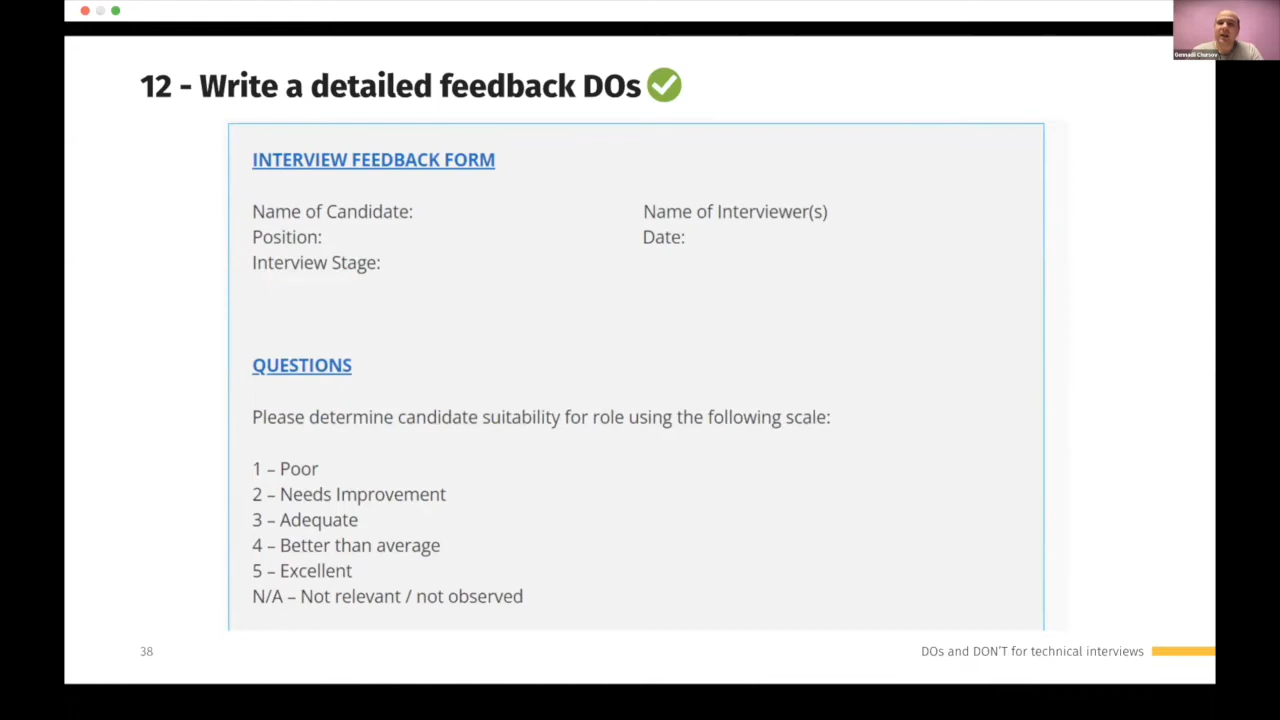 Gennadii Chursov
12 - Write a detailed feedback DOs
INTERVIEW FEEDBACK FORM
Name of Candidate:
Name of Interviewer(s)
Position:
Date:
Interview Stage:
QUESTIONS
Please determine candidate suitability for role using the following scale:
1 – Poor
2 – Needs Improvement
3 – Adequate
4 – Better than average
5 – Excellent
N/A – Not relevant / not observed
38
DOs and DON'T for technical interviews